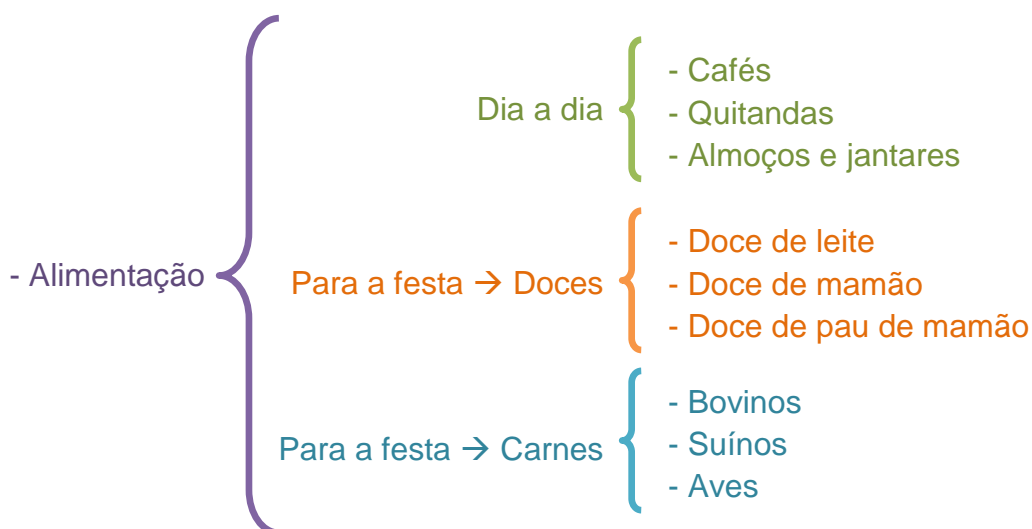 - Alimentação
Dia a dia
- Cafés
- Quitandas
- Almoços e jantares
Para a festa → Doces
- Doce de leite
- Doce de mamão
- Doce de pau de mamão
Para a festa → Carnes
- Bovinos
- Suínos
- Aves